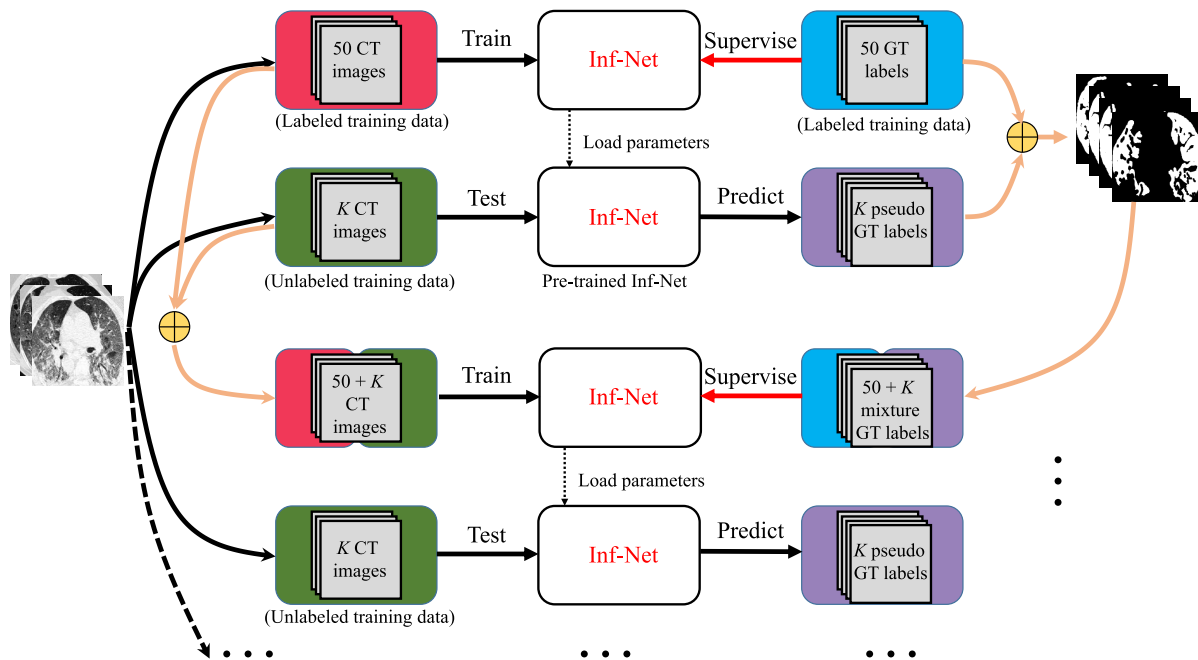 50 CT
images
(Labeled training data)
Train
Inf-Net
Supervise
50 GT
labels
(Labeled training data)
Load parameters
K CT
images
(Unlabeled training data)
Test
Inf-Net
Pre-trained Inf-Net
Predict
K pseudo
GT labels
50 + K
CT
images
Train
Inf-Net
Supervise
50 + K
mixture
GT labels
Load parameters
K CT
images
(Unlabeled training data)
Test
Inf-Net
Predict
K pseudo
GT labels